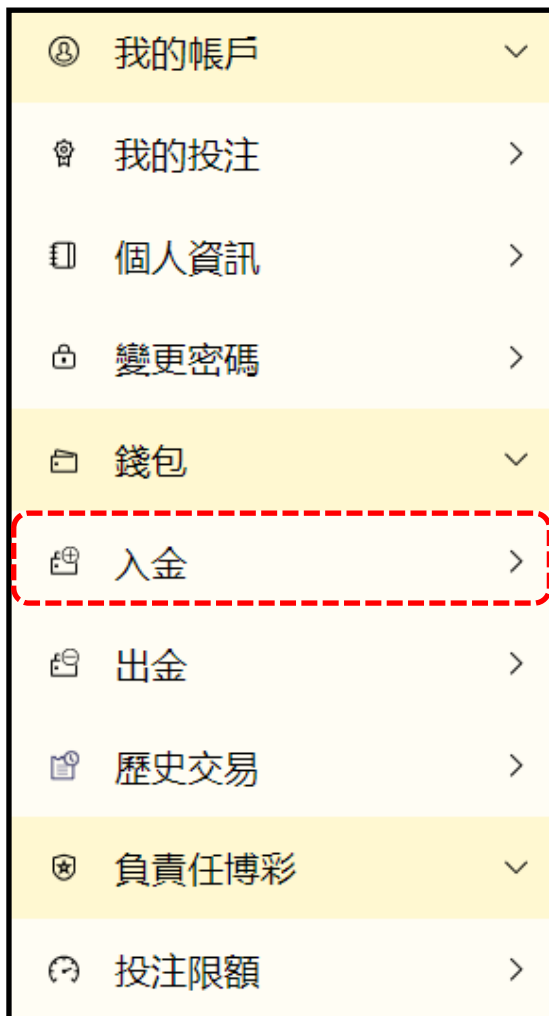 我的帳戶
我的投注
個人資訊
變更密碼
錢包
入金
出金
歷史交易
負責任博彩
投注限額